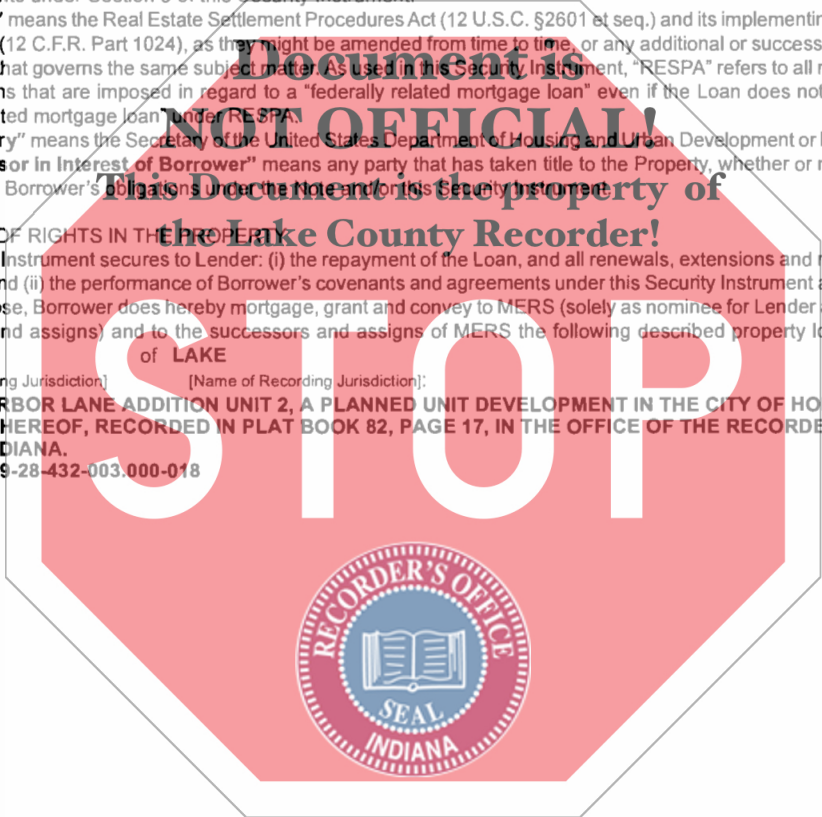 " means the Real Estate Settlement Procedures Act (12 U.S.C. §2601 et seq.) and its implementin
(12 C.F.R. Part 1024), as they might be amended from time to time, or any additional or success
hat governs the same subject matter. As used in this Security Instrument, “RESPA” refers to all r
s that are imposed in regard to a “federally related mortgage loan” even if the Loan does not
ted mortgage loan” under RESPA.
ry” means the Secretary of the United States Department of Housing and Urban Development or
sor in Interest of Borrower” means any party that has taken title to the Property, whether or
Borrower’s obligations under the Note and/or this Security Instrument.
OF RIGHTS IN THE PROPERTY
Instrument secures to Lender: (i) the repayment of the Loan, and all renewals, extensions and
nd (ii) the performance of Borrower’s covenants and agreements under this Security Instrument
se, Borrower does hereby mortgage, grant and convey to MERS (solely as nominee for Lender
nd assigns) and to the successors and assigns of MERS the following described property lo
of LAKE
ng Jurisdiction] [Name of Recording Jurisdiction]:
RBOR LANE ADDITION UNIT 2, A PLANNED UNIT DEVELOPMENT IN THE CITY OF HO
HEREOF, RECORDED IN PLAT BOOK 82, PAGE 17, IN THE OFFICE OF THE RECORDE
DIANA.
9-28-432-003.000-018
Document is
NOT OFFICIAL!
This Document is the property of
the Lake County Recorder!
STOP
RECORDER'S OFFICE
SEAL
INDIANA